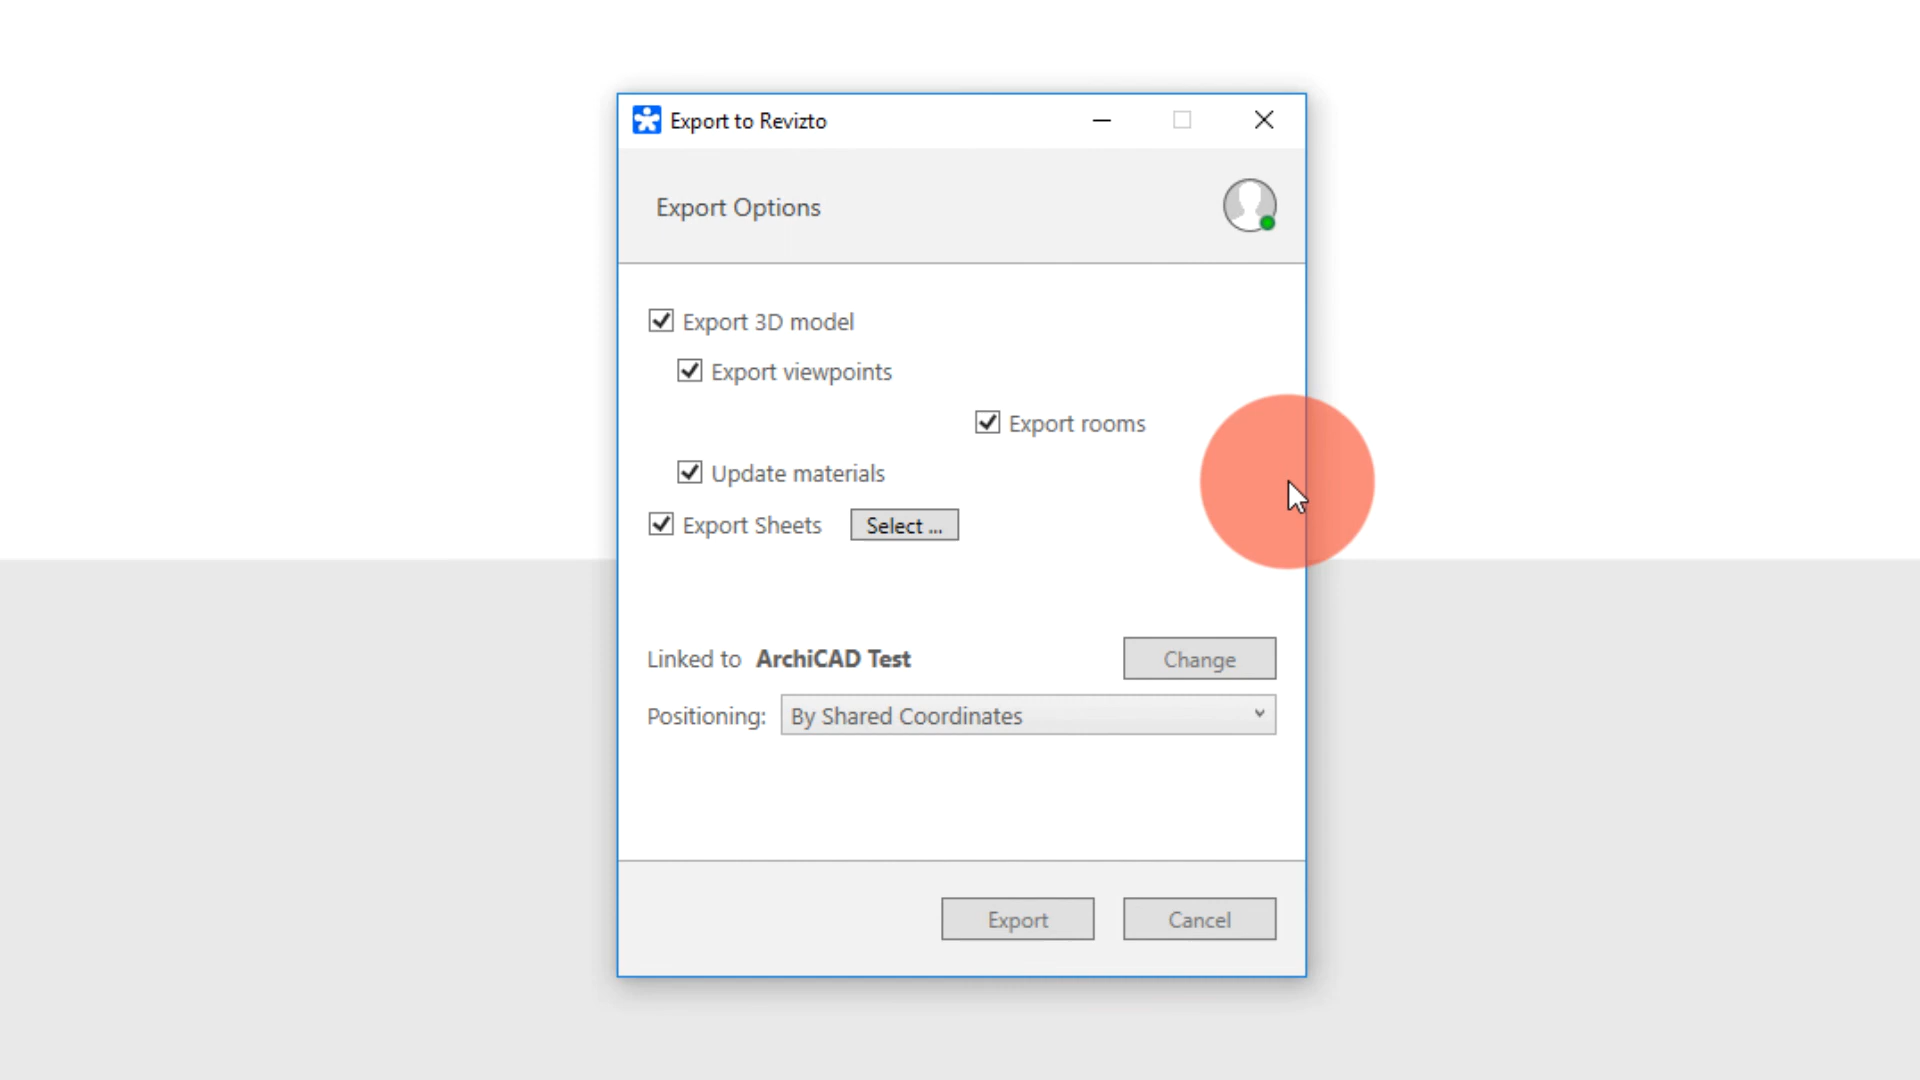 Export to Revizto
Export Options
Export 3D model
Export viewpoints
Export rooms
Update materials
Export Sheets Select ...
Linked to ArchiCAD Test Change
Positioning: By Shared Coordinates
Export Cancel